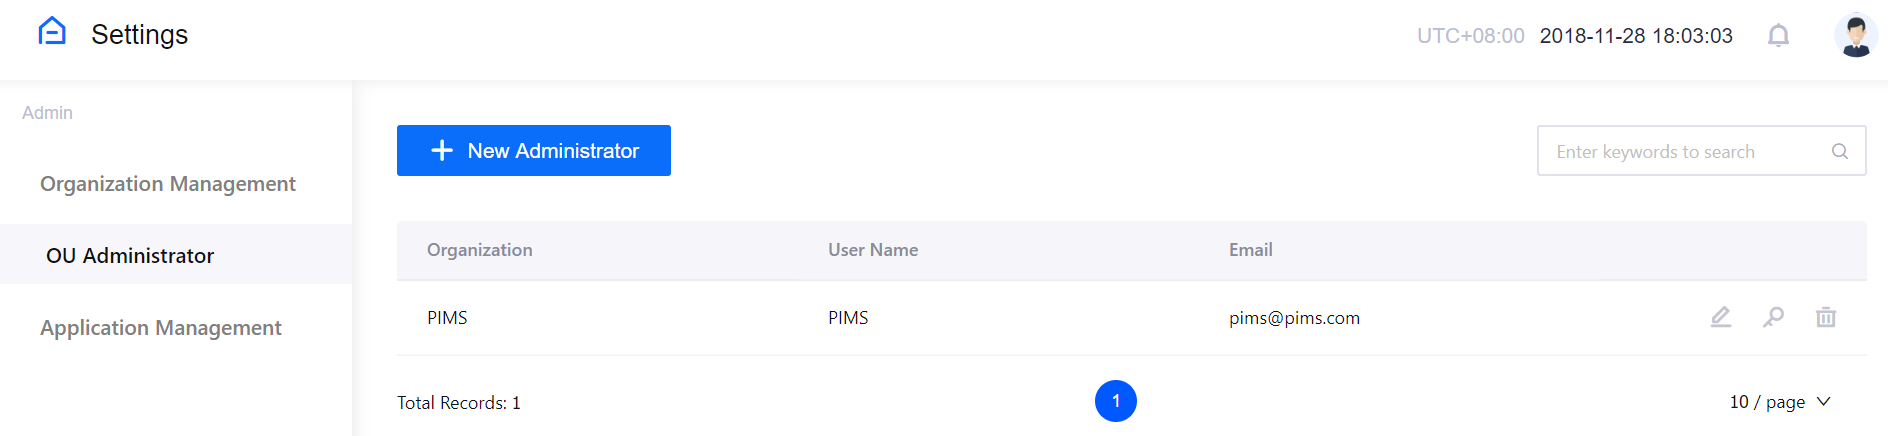 Settings
UTC+08:00 2018-11-28 18:03:03
Admin
Organization Management
OU Administrator
Application Management
New Administrator
Enter keywords to search
Organization User Name Email
PIMS PIMS pims@pims.com
Total Records: 1 1 10 / page